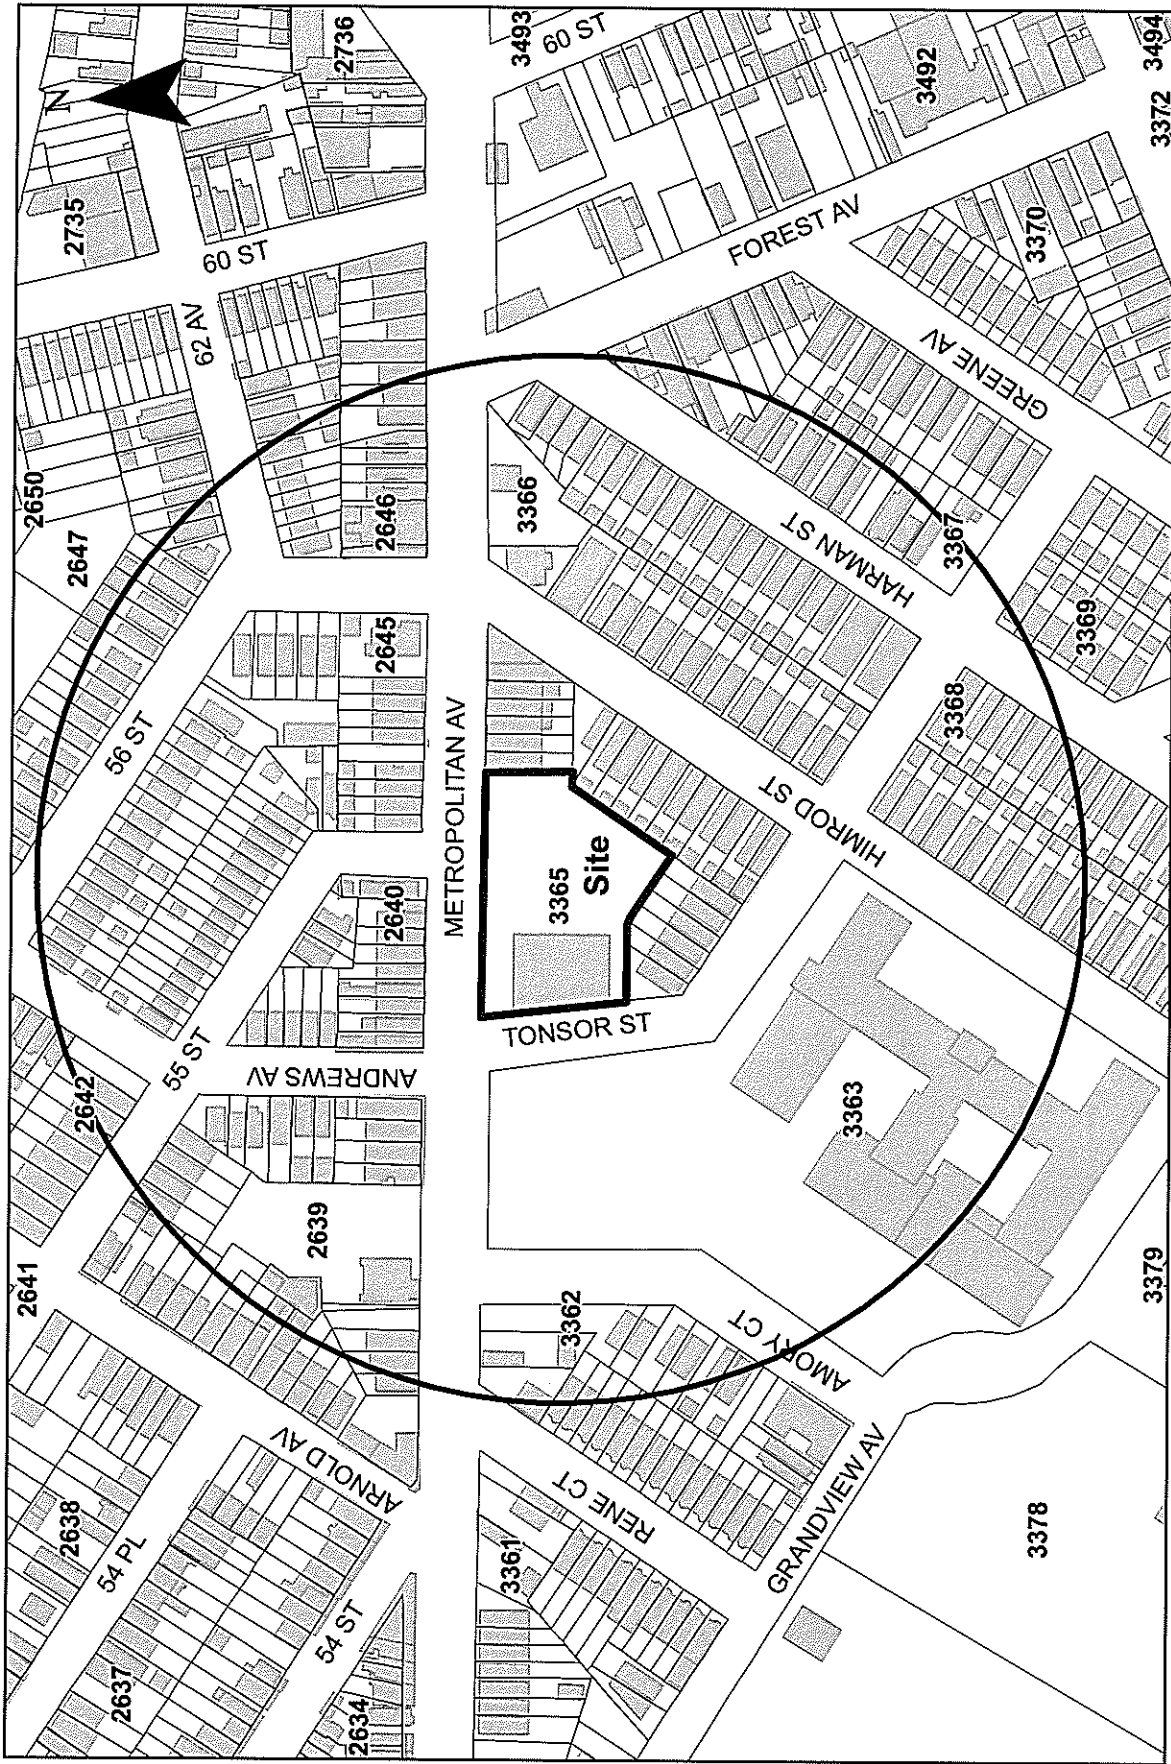 2736
3493
60 ST
N
3492
3494
3372
2735
60 ST
FOREST AV
3370
62 AV
GREENE AV
2650
2647
2646
3366
HARMAN ST
3367
3369
2645
56 ST
METROPOLITAN AV
3368
HIMROD ST
3365
Site
2640
TONSOR ST
ANDREWS AV
55 ST
2642
3363
2639
2641
3362
AMORY CT
3379
ARNOLD AV
RENE CT
GRANDVIEW AV
2638
54 PL
3361
3378
54 ST
2637
2634